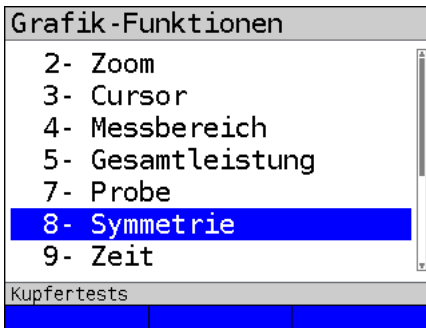 Grafik-Funktionen
2- Zoom
3- Cursor
4- Messbereich
5- Gesamtleistung
7- Probe
8- Symmetrie
9- Zeit
Kupfertests